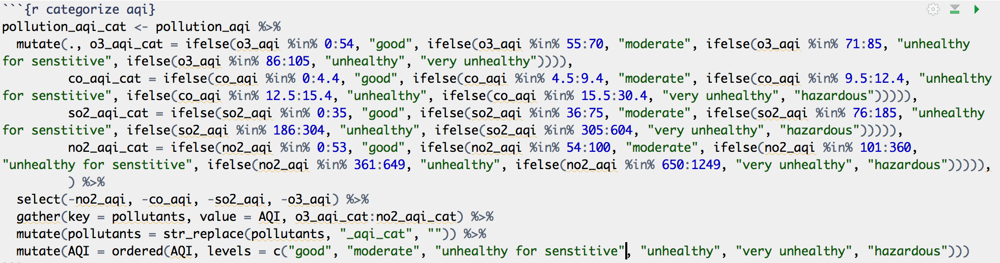 ```{r categorize aqi}
pollution_aqi_cat <- pollution_aqi %>%
  mutate(., o3_aqi_cat = ifelse(o3_aqi %in% 0:54, "good", ifelse(o3_aqi %in% 55:70, "moderate", ifelse(o3_aqi %in% 71:85, "unhealthy
for senstitive", ifelse(o3_aqi %in% 86:105, "unhealthy", "very unhealthy")))),
         co_aqi_cat = ifelse(co_aqi %in% 0:4.4, "good", ifelse(co_aqi %in% 4.5:9.4, "moderate", ifelse(co_aqi %in% 9.5:12.4, "unhealthy
for senstitive", ifelse(co_aqi %in% 12.5:15.4, "unhealthy", ifelse(co_aqi %in% 15.5:30.4, "very unhealthy", "hazardous"))))),
         so2_aqi_cat = ifelse(so2_aqi %in% 0:35, "good", ifelse(so2_aqi %in% 36:75, "moderate", ifelse(so2_aqi %in% 76:185, "unhealthy
for senstitive", ifelse(so2_aqi %in% 186:304, "unhealthy", ifelse(so2_aqi %in% 305:604, "very unhealthy", "hazardous"))))),
         no2_aqi_cat = ifelse(no2_aqi %in% 0:53, "good", ifelse(no2_aqi %in% 54:100, "moderate", ifelse(no2_aqi %in% 101:360,
"unhealthy for senstitive", ifelse(no2_aqi %in% 361:649, "unhealthy", ifelse(no2_aqi %in% 650:1249, "very unhealthy", "hazardous"))))),
         ) %>%
  select(-no2_aqi, -co_aqi, -so2_aqi, -o3_aqi) %>%
  gather(key = pollutants, value = AQI, o3_aqi_cat:no2_aqi_cat) %>%
  mutate(pollutants = str_replace(pollutants, "_aqi_cat", "")) %>%
  mutate(AQI = ordered(AQI, levels = c("good", "moderate", "unhealthy for senstitive", "unhealthy", "very unhealthy", "hazardous")))